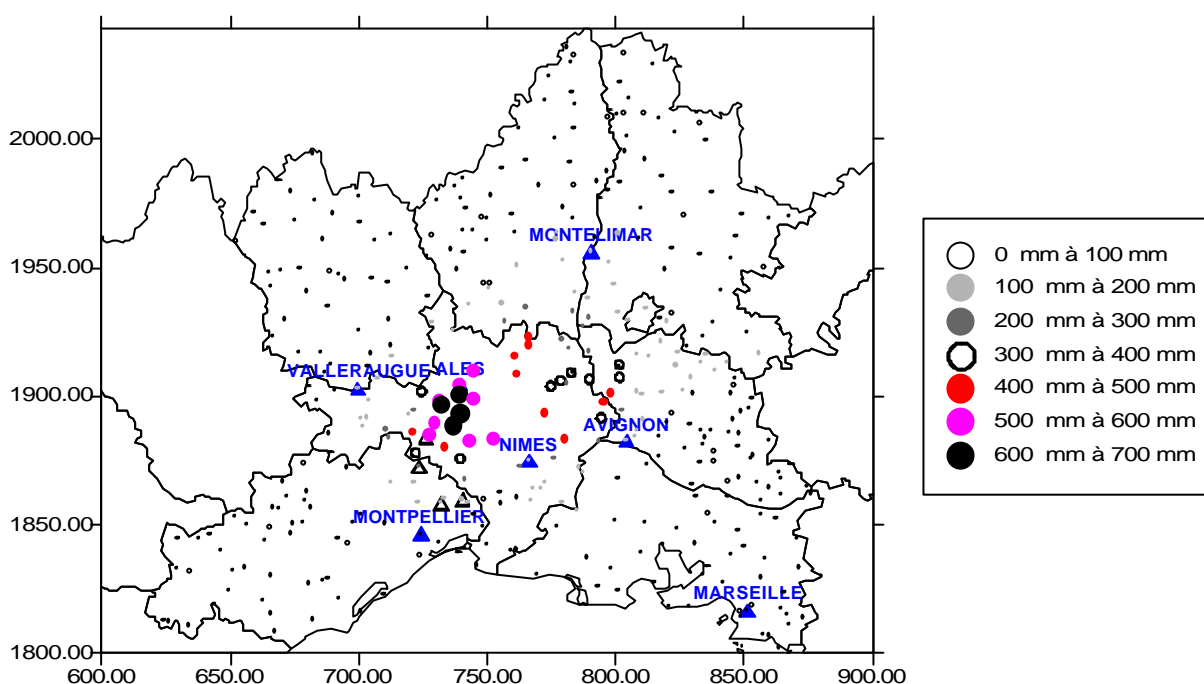 2000.00
1950.00
1900.00
1850.00
1800.00
600.00 650.00 700.00 750.00 800.00 850.00 900.00
MONTELIMAR
VALLERAUGUE ALES
AVIGNON
NIMES
MONTPELLIER
MARSEILLE
0 mm à 100 mm
100 mm à 200 mm
200 mm à 300 mm
300 mm à 400 mm
400 mm à 500 mm
500 mm à 600 mm
600 mm à 700 mm